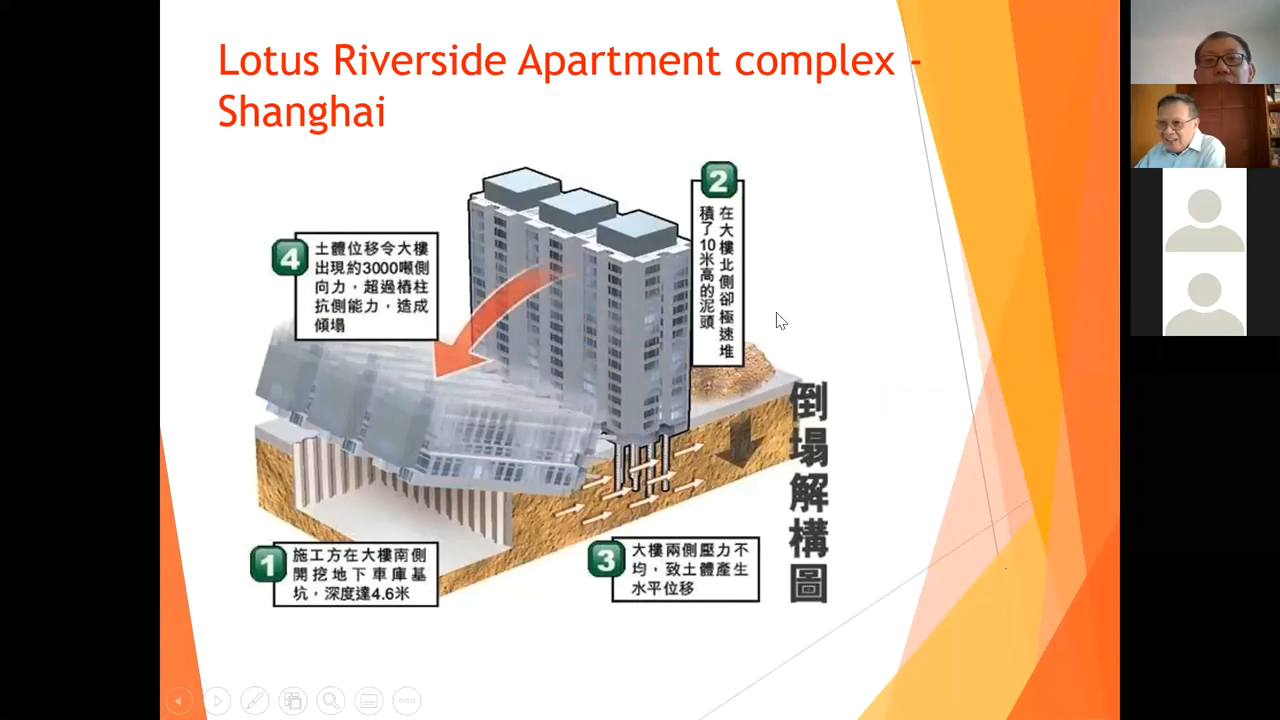 Lotus Riverside Apartment complex -
Shanghai
1
施工方在大樓南側
開挖地下車庫基
坑，深度達4.6米
2
在大樓北側卻極速堆
積了10米高的泥頭
3
大樓兩側壓力不
均，致土體產生
水平位移
4
土體位移令大樓
出現約3000噸側
向力，超過樁柱
抗側能力，造成
傾塌
倒塌解構圖